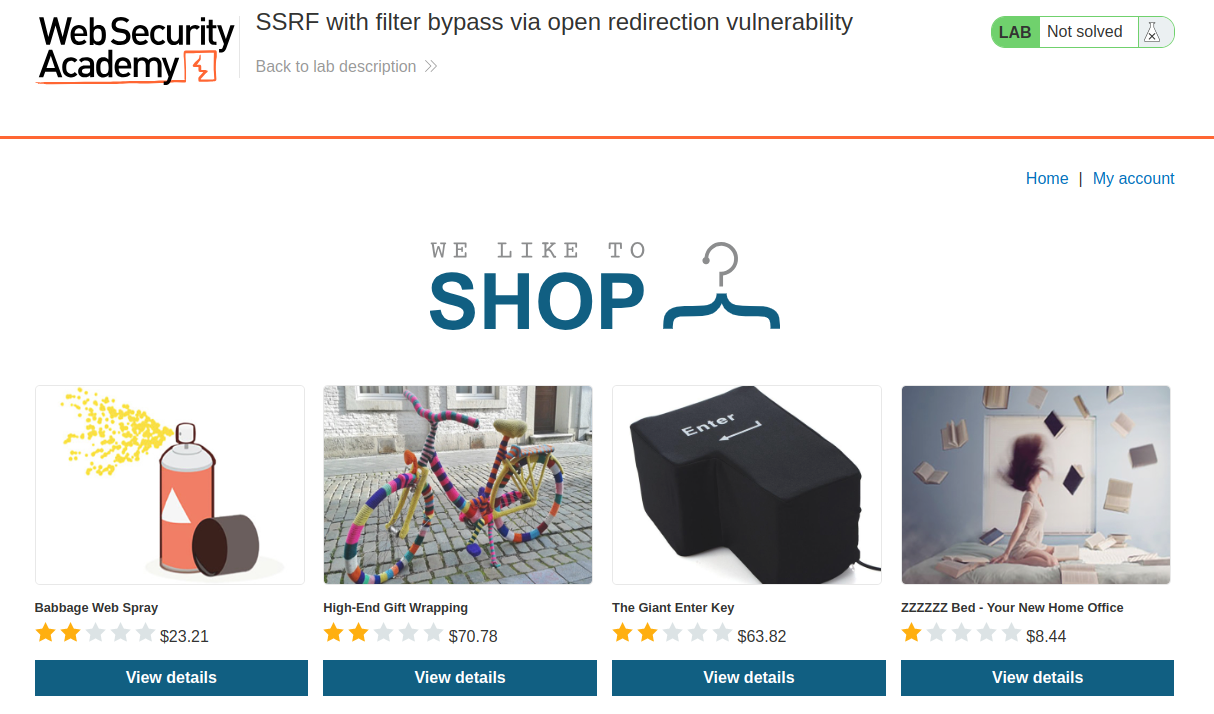 Web Security
Academy
SSRF with filter bypass via open redirection vulnerability
Back to lab description
LAB Not solved
Home | My account
WE LIKE TO
SHOP
Enter
Babbage Web Spray
High-End Gift Wrapping
The Giant Enter Key
ZZZZZZ Bed - Your New Home Office
$23.21
$70.78
$63.82
$8.44
View details
View details
View details
View details